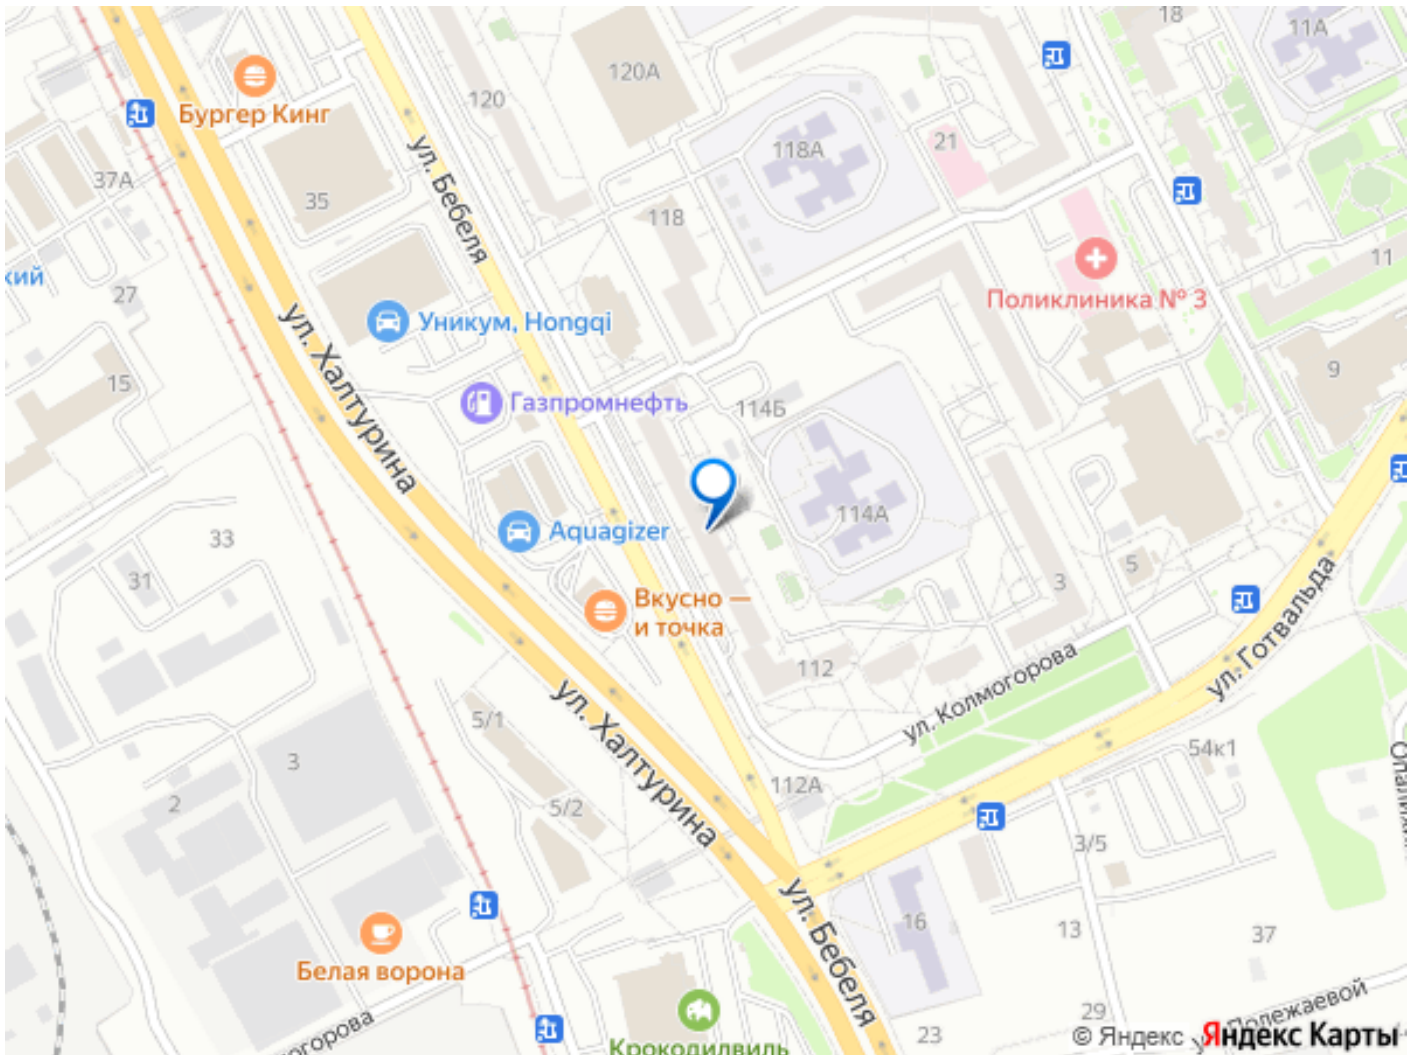 18
11А
120А
Бургер Кинг
120
118А
21
ул. Бебеля
37А
35
118
11
кий
27
Поликлиника № 3
Уникум, Hongqi
ул. Халтурина
15
9
Газпромнефть
114Б
114А
Aquagizer
33
31
5
3
Вкусно —
и точка
ул. Готвальда
112
ул. Колмогорова
ул. Халтурина
5/1
54к1
3
112А
2
5/2
3/5
ул. Бебеля
16
13
37
Белая ворона
29
23
Крокодилвиль
© Яндекс
Яндекс Карты